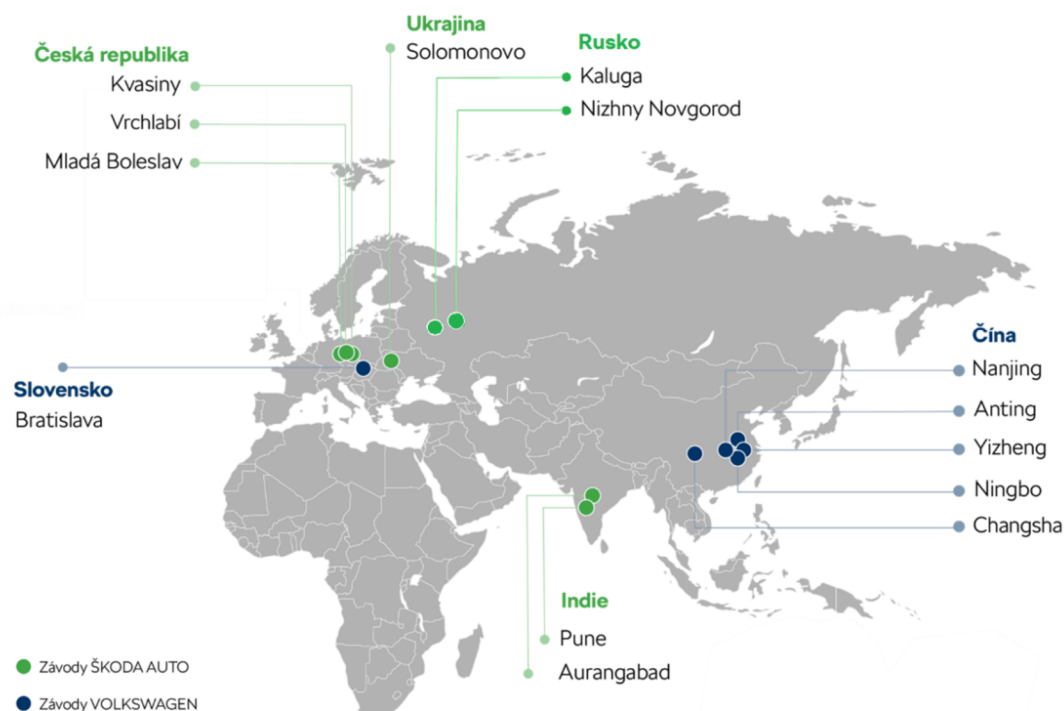 Česká republika
Kvasiny
Vrchlabí
Mladá Boleslav
Ukrajina
Solomonovo
Rusko
Kaluga
Nizhny Novgorod
Slovensko
Bratislava
Čína
Nanjing
Anting
Yizheng
Ningbo
Changsha
Indie
Pune
Aurangabad
Závody ŠKODA AUTO
Závody VOLKSWAGEN